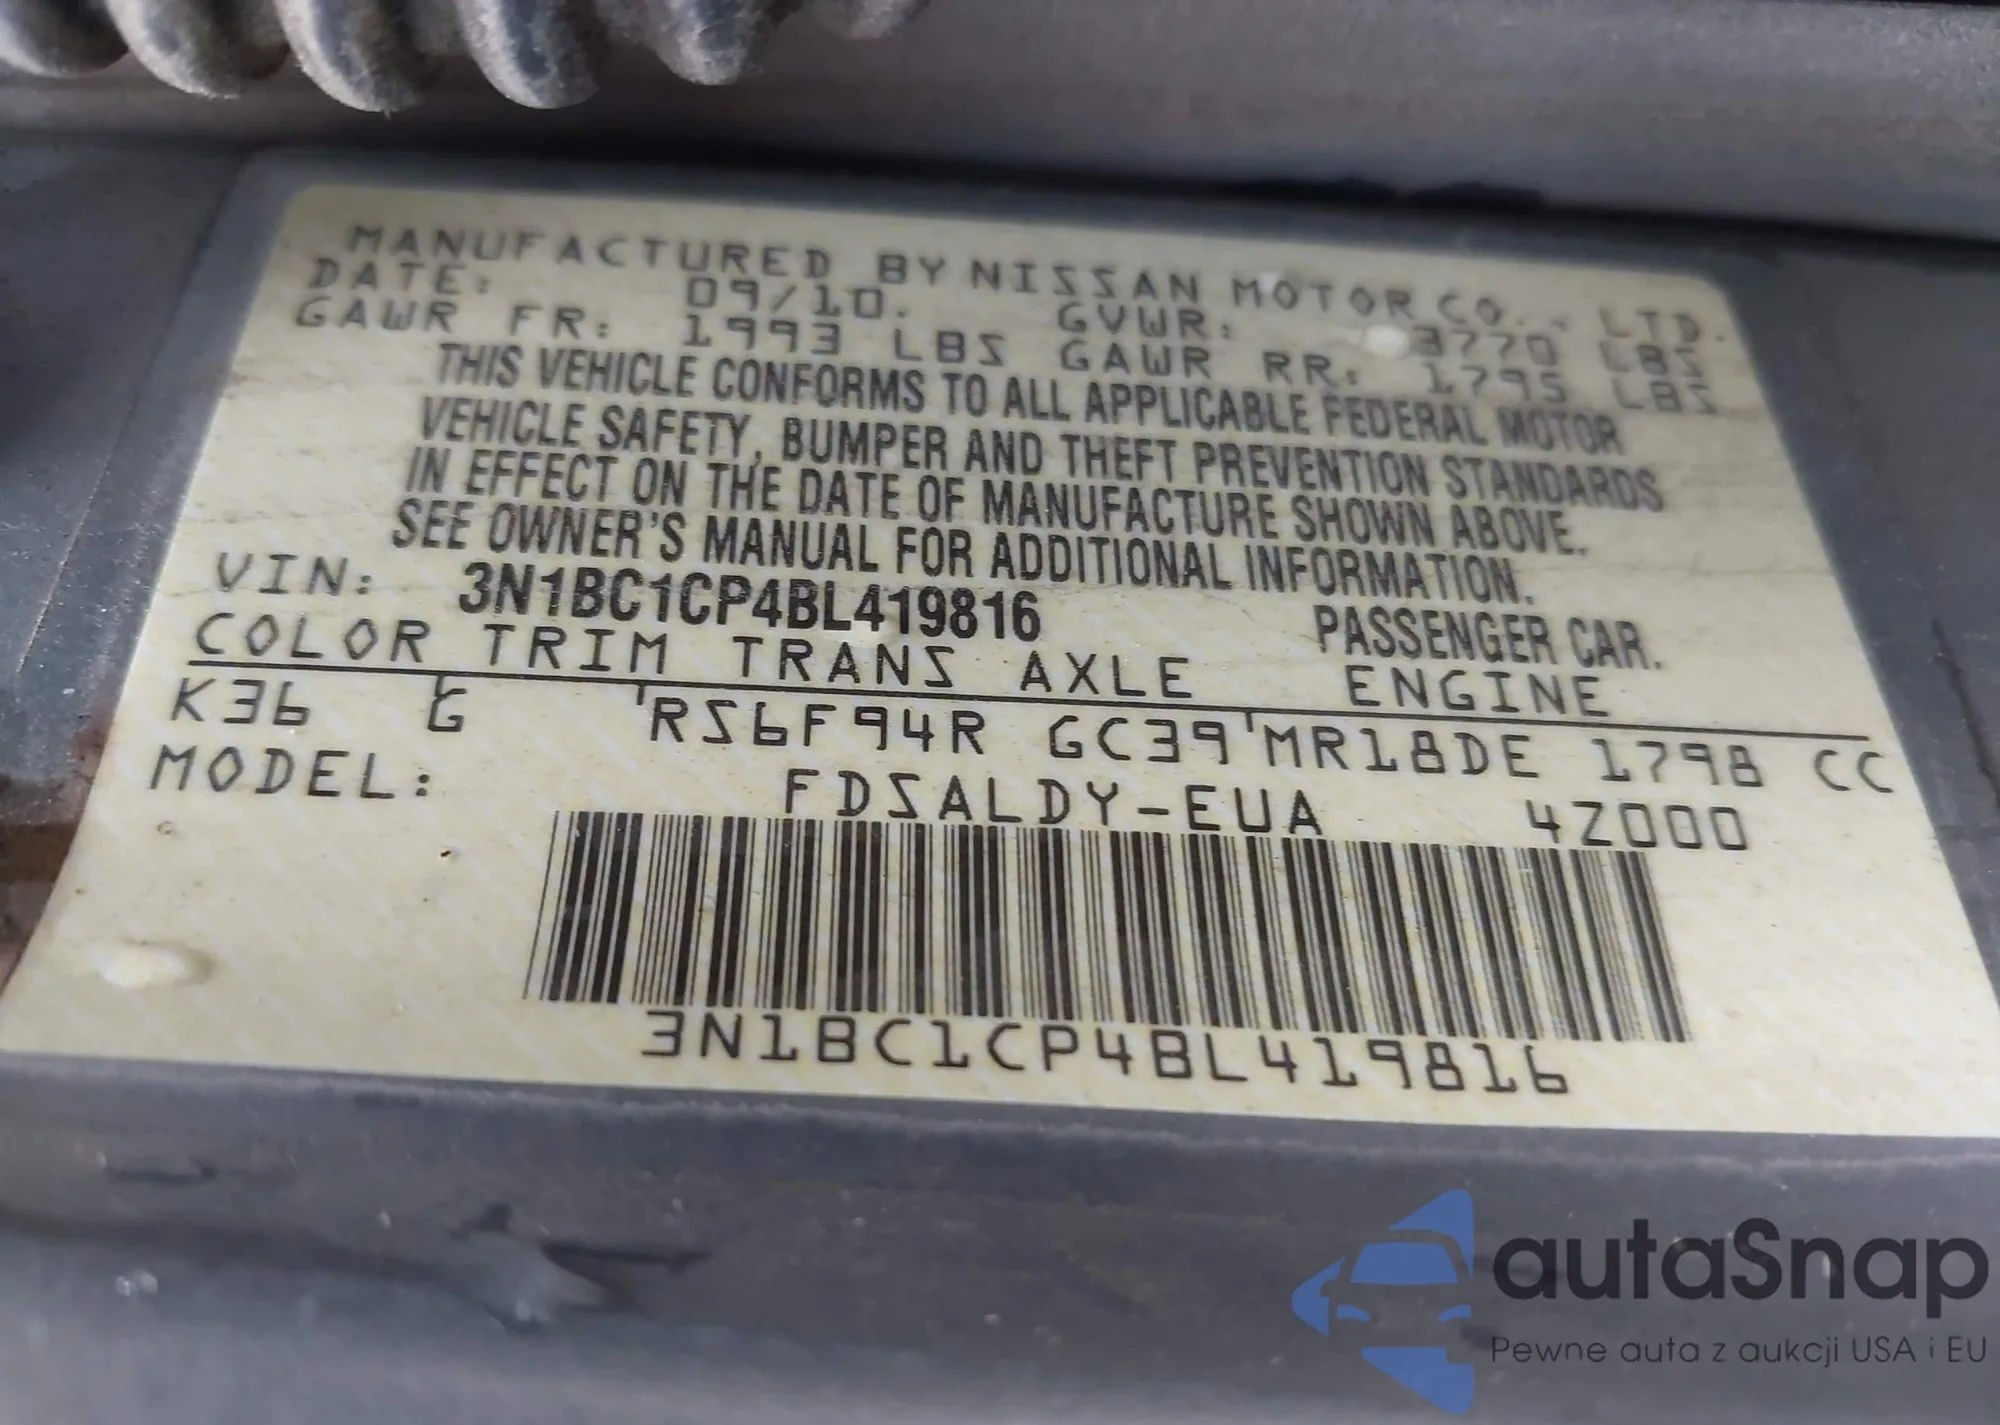 MANUFACTURED BY NISSAN MOTOR CO., LTD.
DATE: 09/10. GVWR: 3770 LBS
GAWR FR: 1993 LBS GAWR RR: 1795 LBS
THIS VEHICLE CONFORMS TO ALL APPLICABLE FEDERAL MOTOR
VEHICLE SAFETY, BUMPER AND THEFT PREVENTION STANDARDS
IN EFFECT ON THE DATE OF MANUFACTURE SHOWN ABOVE.
SEE OWNER'S MANUAL FOR ADDITIONAL INFORMATION.
VIN: 3N1BC1CP4BL419816 PASSENGER CAR.
COLOR TRIM TRANS AXLE ENGINE
K36 G RS6F94R GC39 MR18DE 1798 CC
MODEL: FDSALDY-EUA 4Z000
3N1BC1CP4BL419816
autaSnap
Pewne auta z aukcji USA i EU